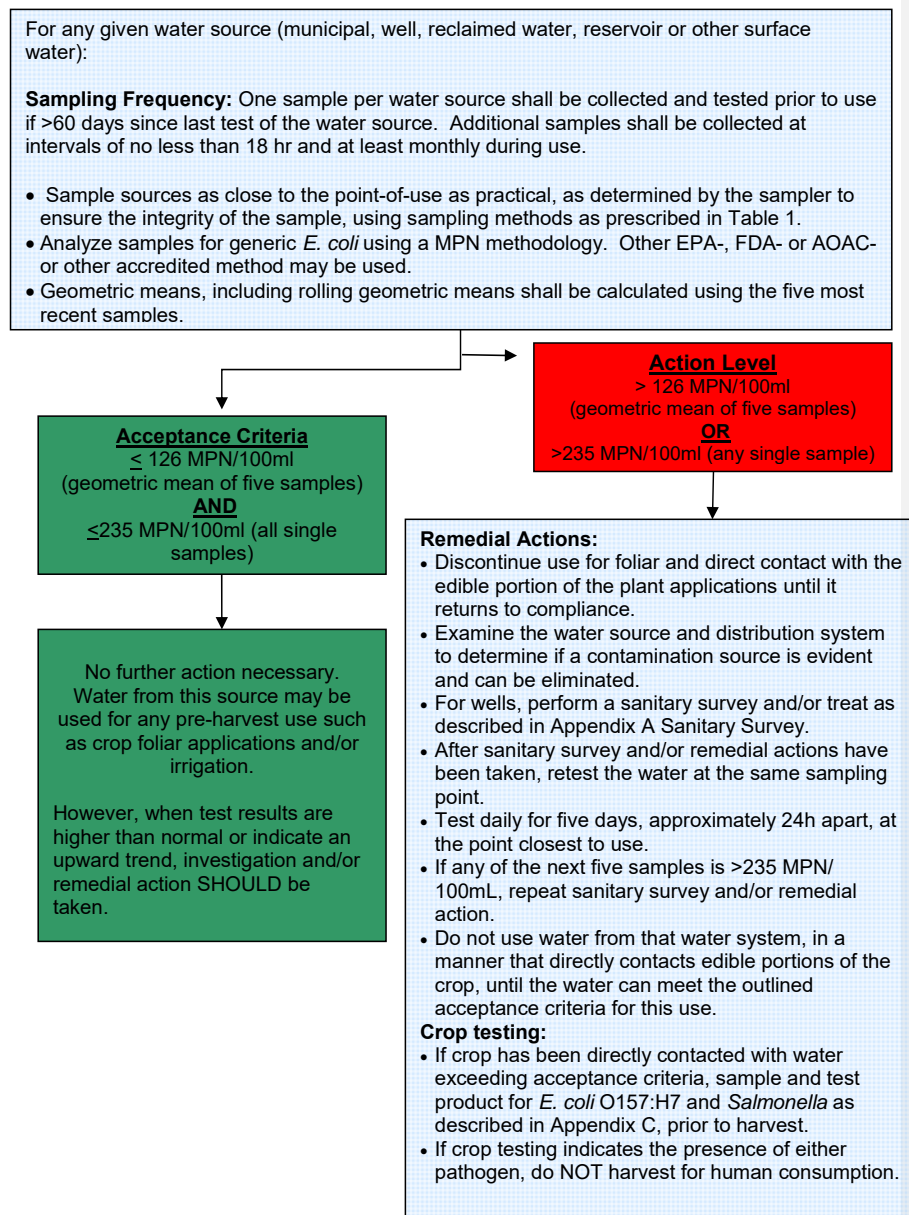 For any given water source (municipal, well, reclaimed water, reservoir or other surface
water):
Sampling Frequency: One sample per water source shall be collected and tested prior to use
if >60 days since last test of the water source.  Additional samples shall be collected at
intervals of no less than 18 hr and at least monthly during use.
• Sample sources as close to the point-of-use as practical, as determined by the sampler to
ensure the integrity of the sample, using sampling methods as prescribed in Table 1.
• Analyze samples for generic E. coli using a MPN methodology.  Other EPA-, FDA- or AOAC-
or other accredited method may be used.
• Geometric means, including rolling geometric means shall be calculated using the five most
recent samples.
Action Level
> 126 MPN/100ml
(geometric mean of five samples)
OR
>235 MPN/100ml (any single sample)
Acceptance Criteria
≤ 126 MPN/100ml
(geometric mean of five samples)
AND
≤235 MPN/100ml (all single
samples)
No further action necessary.
Water from this source may be
used for any pre-harvest use such
as crop foliar applications and/or
irrigation.
However, when test results are
higher than normal or indicate an
upward trend, investigation and/or
remedial action SHOULD be
taken.
Remedial Actions:
• Discontinue use for foliar and direct contact with the
edible portion of the plant applications until it
returns to compliance.
• Examine the water source and distribution system
to determine if a contamination source is evident
and can be eliminated.
• For wells, perform a sanitary survey and/or treat as
described in Appendix A Sanitary Survey.
• After sanitary survey and/or remedial actions have
been taken, retest the water at the same sampling
point.
• Test daily for five days, approximately 24h apart, at
the point closest to use.
• If any of the next five samples is >235 MPN/
100mL, repeat sanitary survey and/or remedial
action.
• Do not use water from that water system, in a
manner that directly contacts edible portions of the
crop, until the water can meet the outlined
acceptance criteria for this use.
Crop testing:
• If crop has been directly contacted with water
exceeding acceptance criteria, sample and test
product for E. coli O157:H7 and Salmonella as
described in Appendix C, prior to harvest.
• If crop testing indicates the presence of either
pathogen, do NOT harvest for human consumption.